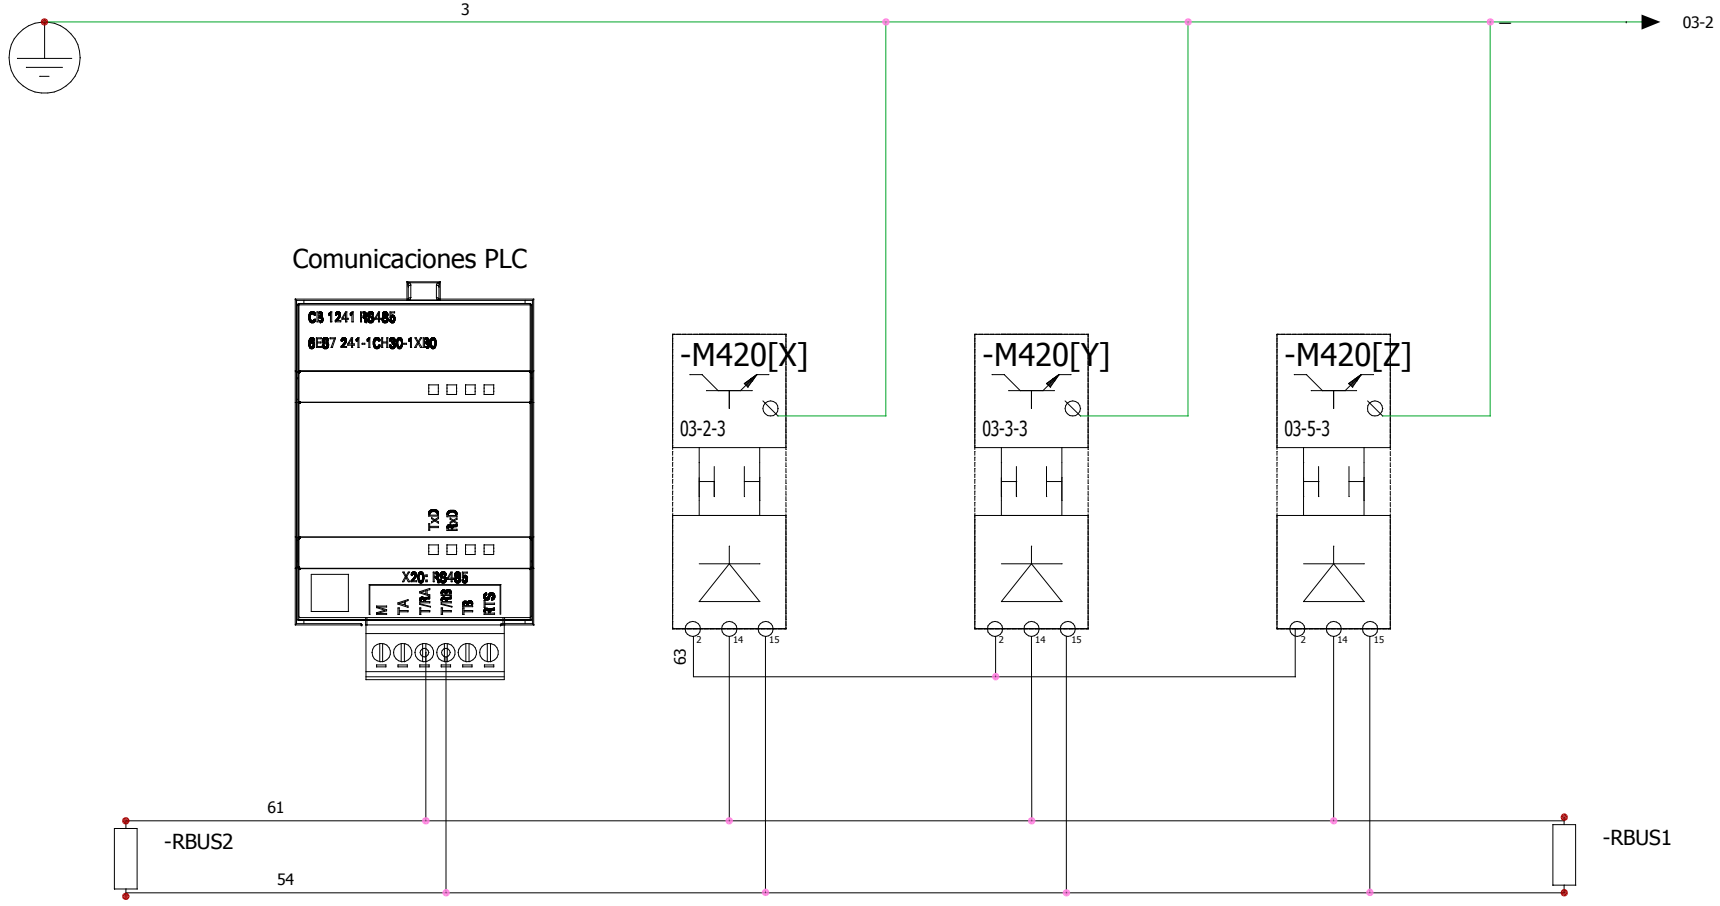 3
03-2
Comunicaciones PLC
CB 1241 RS485
6ES7 241-1CH30-1XB0
TxD
RxD
X20: RS485
M
TA
T/RA
T/RB
TB
RTS
-M420[X]
03-2-3
2
14
15
-M420[Y]
03-3-3
2
14
15
-M420[Z]
03-5-3
2
14
15
63
61
-RBUS2
-RBUS1
54